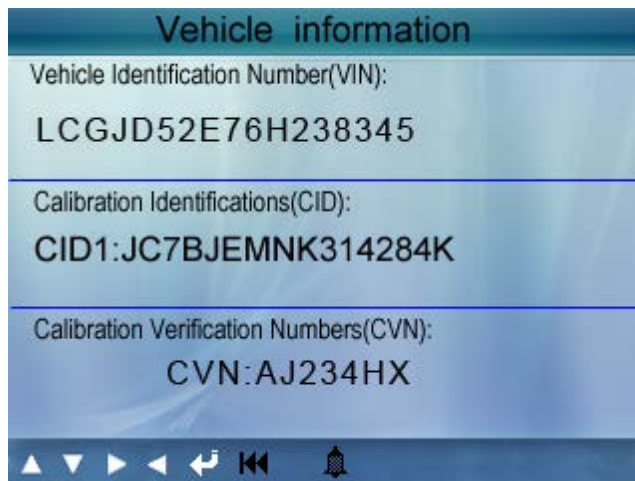 Vehicle information
Vehicle Identification Number(VIN):
LCGJD52E76H238345
Calibration Identifications(CID):
CID1:JC7BJEMNK314284K
Calibration Verification Numbers(CVN):
CVN:AJ234HX